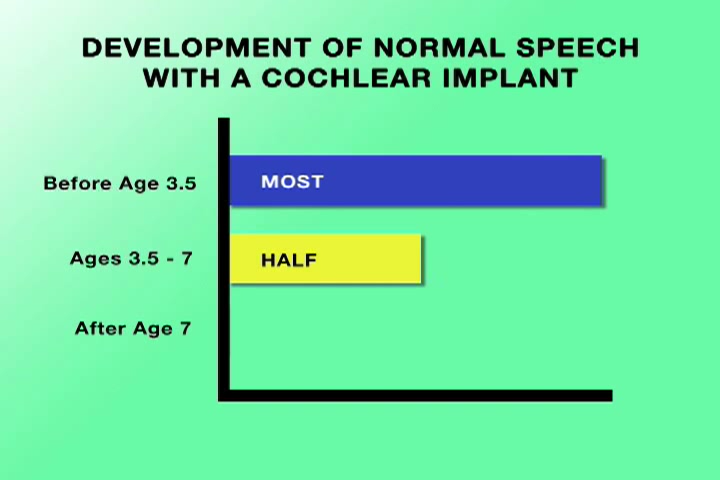 DEVELOPMENT OF NORMAL SPEECH
WITH A COCHLEAR IMPLANT
Before Age 3.5
MOST
Ages 3.5 - 7
HALF
After Age 7